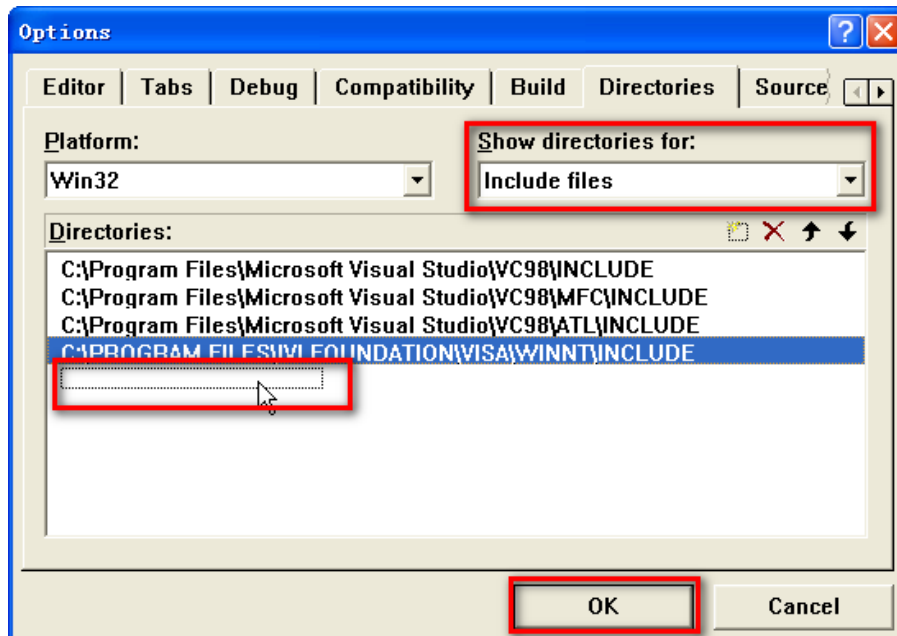 Options
Editor Tabs Debug Compatibility Build Directories Source
Platform: Show directories for:
Win32 Include files
Directories:
C:\Program Files\Microsoft Visual Studio\VC98\INCLUDE
C:\Program Files\Microsoft Visual Studio\VC98\MFC\INCLUDE
C:\Program Files\Microsoft Visual Studio\VC98\ATL\INCLUDE
C:\PROGRAM FILES\IVI FOUNDATION\VISA\WINNT\INCLUDE
OK Cancel